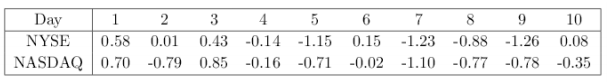 Day 1 2 3 4 5 6 7 8 9 10
NYSE 0.58 0.01 0.43 -0.14 -1.15 0.15 -1.23 -0.88 -1.26 0.08
NASDAQ 0.70 -0.79 0.85 -0.16 -0.71 -0.02 -1.10 -0.77 -0.78 -0.35